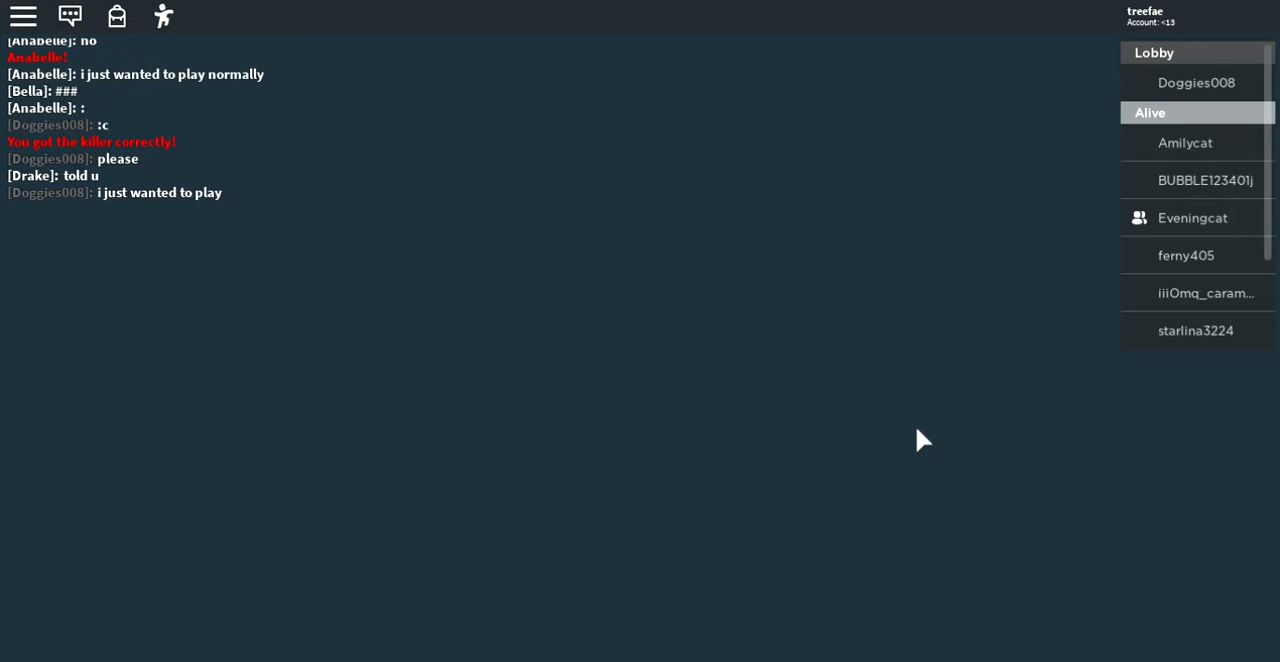 treefae
Account: <13
[Anabelle]: no
Anabelle!
[Anabelle]: i just wanted to play normally
[Bella]: ###
[Anabelle]: :
[Doggies008]: :c
You got the killer correctly!
[Doggies008]: please
[Drake]: told u
[Doggies008]: i just wanted to play
Lobby
Doggies008
Alive
Amilycat
BUBBLE123401j
Eveningcat
ferny405
iii0mq_caram...
starlina3224